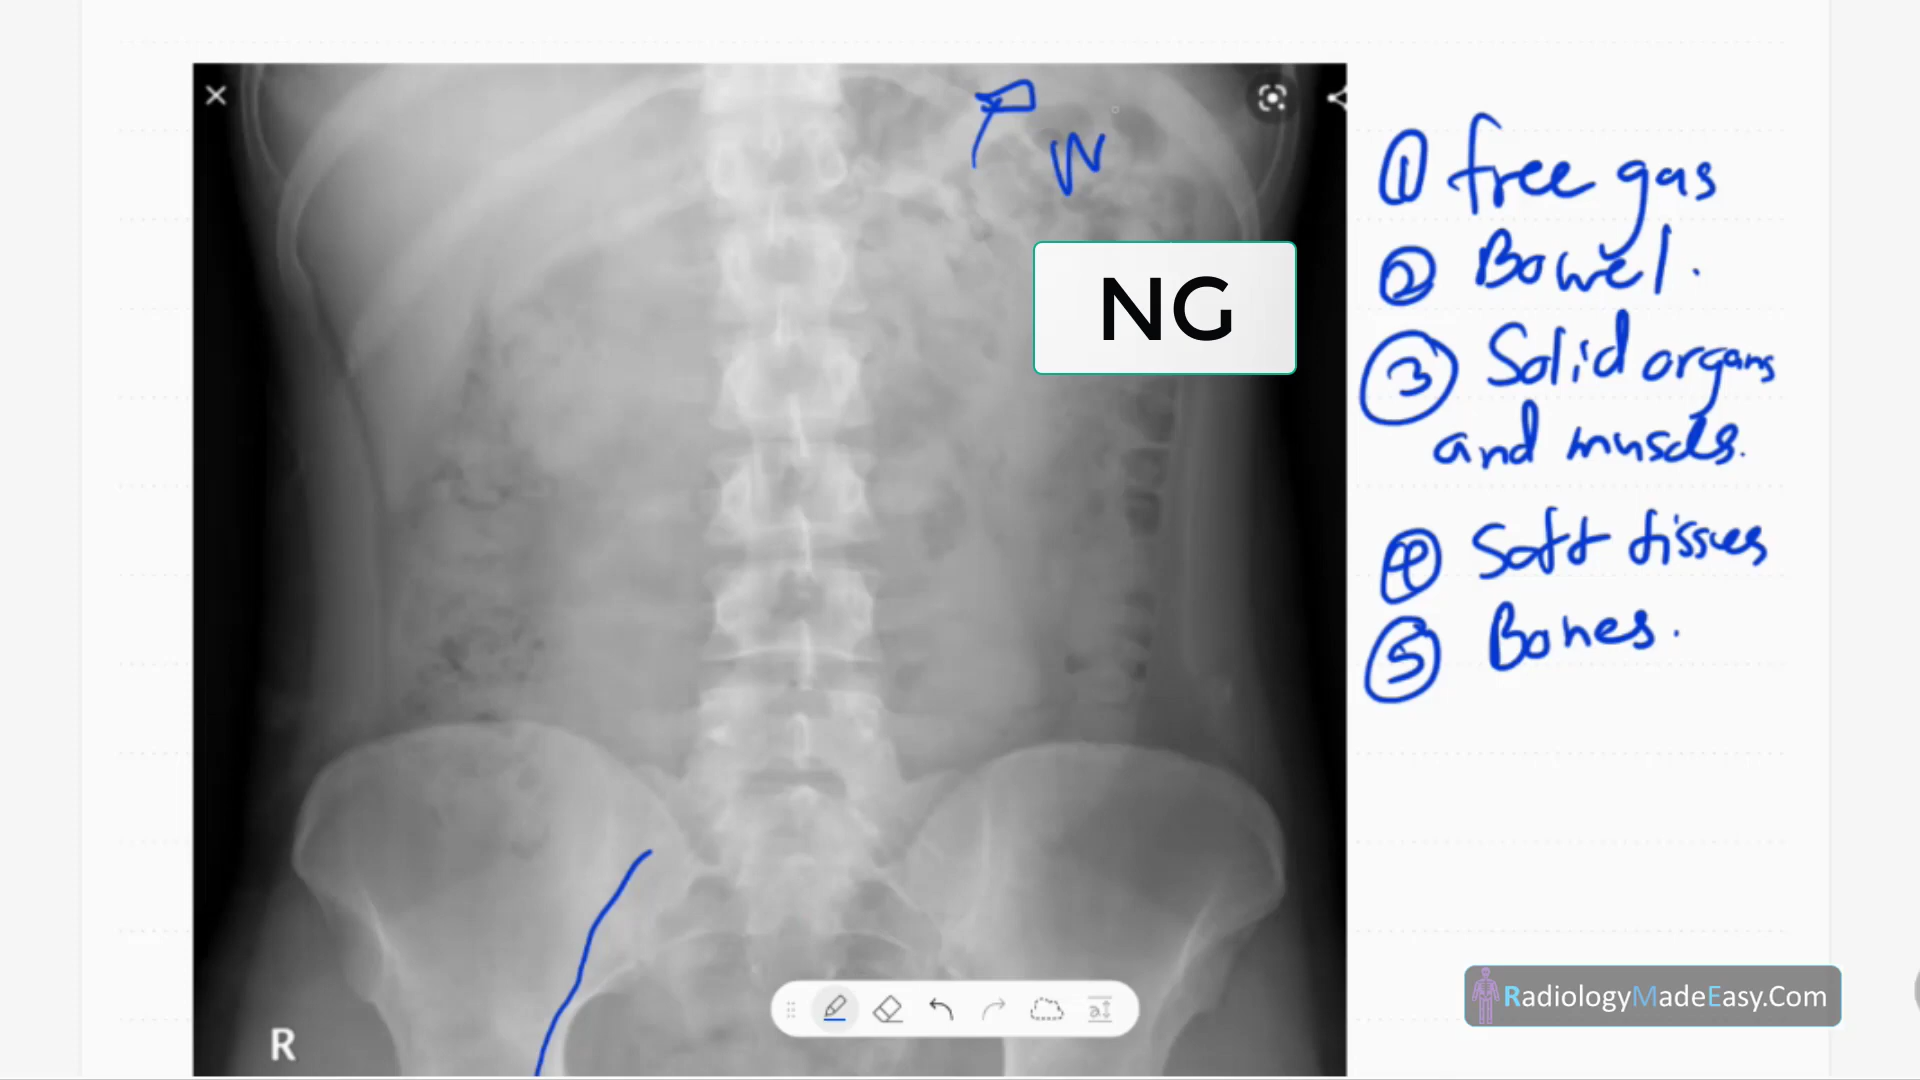 N
NG
① free gas
② Bowel.
③ Solid organs
and muscles.
④ Soft tissues
⑤ Bones.
R
RadiologyMadeEasy.Com